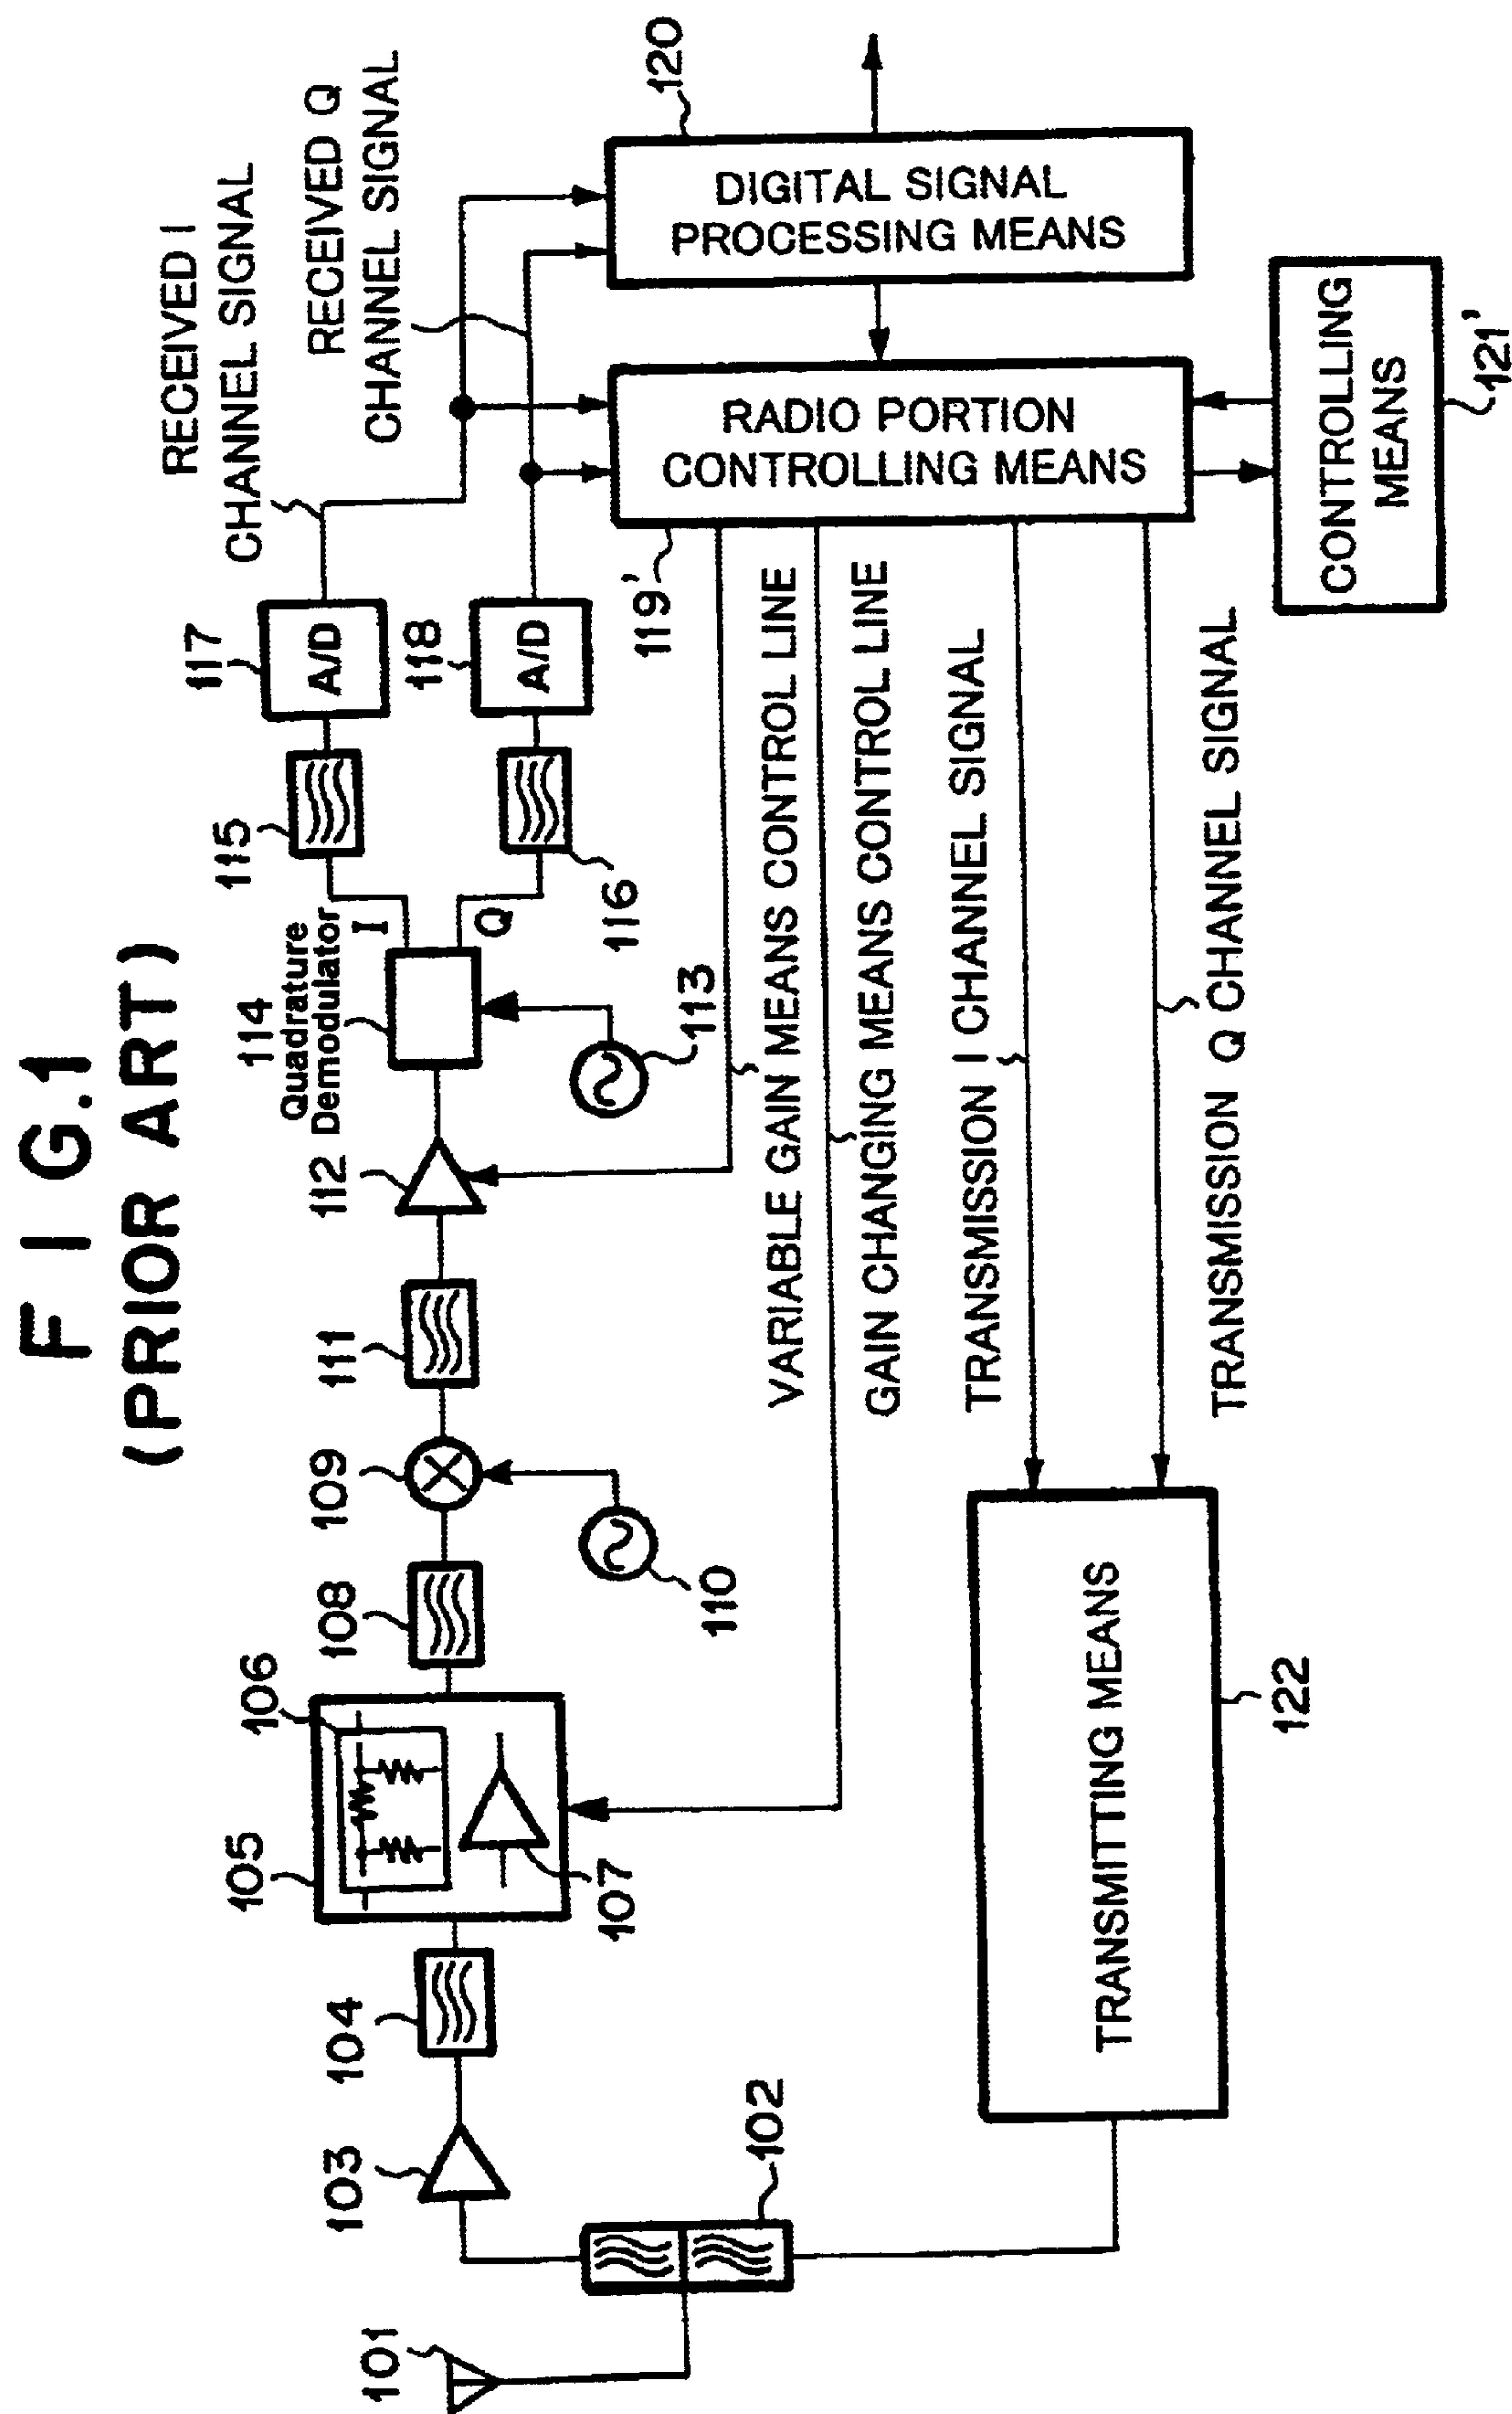 F I G.1
(PRIOR ART)
101
102
103
104
105
106
107
108
109
110
111
112
113
114
Quadrature
Demodulator
I
Q
115
116
117
A/D
118
A/D
RECEIVED I
CHANNEL SIGNAL
RECEIVED Q
CHANNEL SIGNAL
120
DIGITAL SIGNAL
PROCESSING MEANS
RADIO PORTION
CONTROLLING MEANS
119'
CONTROLLING
MEANS
121'
VARIABLE GAIN MEANS CONTROL LINE
GAIN CHANGING MEANS CONTROL LINE
TRANSMISSION I CHANNEL SIGNAL
TRANSMISSION Q CHANNEL SIGNAL
TRANSMITTING MEANS
122